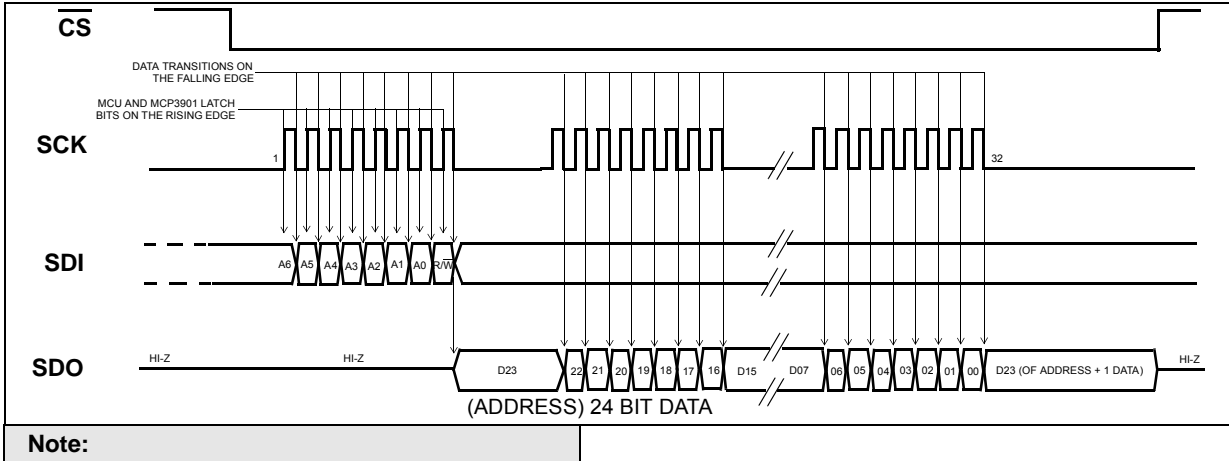 CS
DATA TRANSITIONS ON
THE FALLING EDGE
MCU AND MCP3901 LATCH
BITS ON THE RISING EDGE
SCK
1
32
SDI
A6 A5 A4 A3 A2 A1 A0 R/W
SDO
HI-Z
HI-Z
D23
22 21 20 19 18 17 16
D15
D07
06 05 04 03 02 01 00
D23 (OF ADDRESS + 1 DATA)
HI-Z
(ADDRESS) 24 BIT DATA
Note: